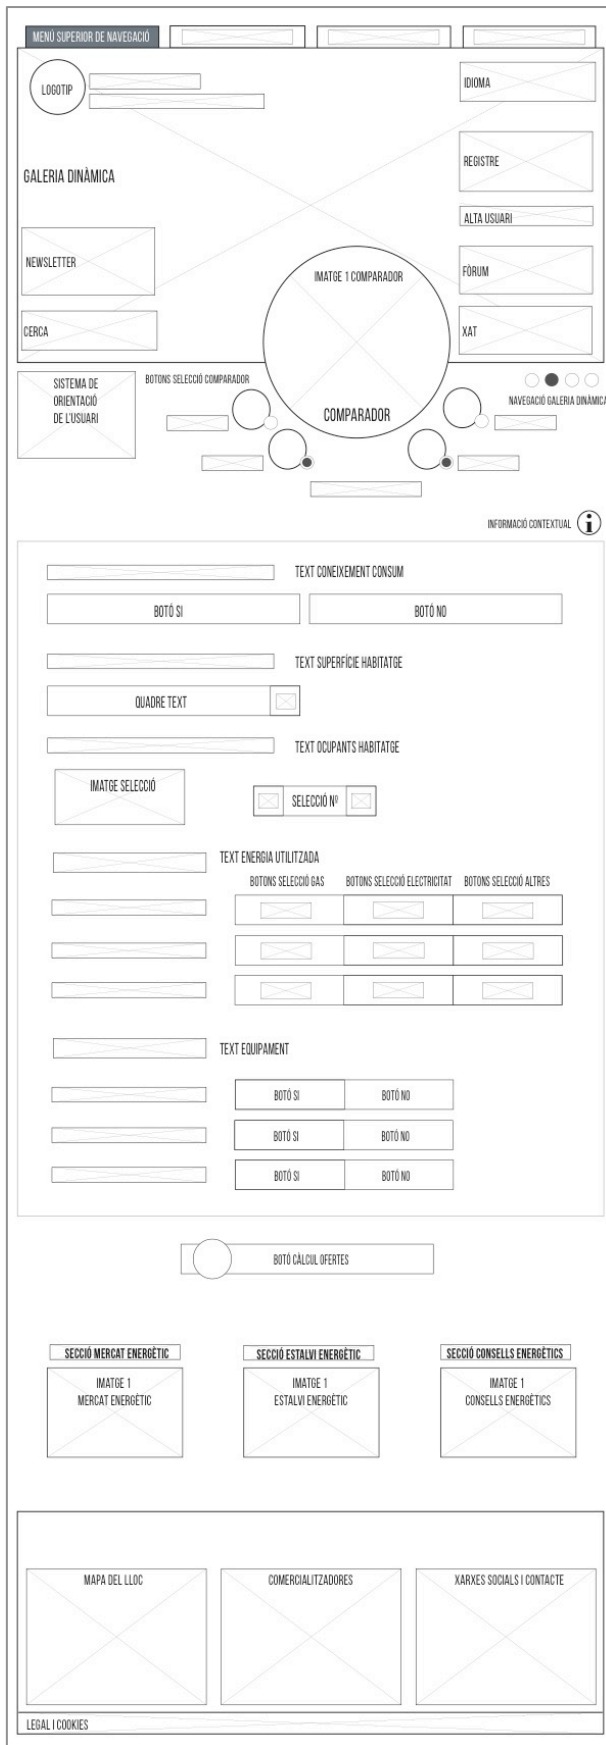 MENÚ SUPERIOR DE NAVEGACIÓ
LOGOTIP
IDIOMA
GALERIA DINÀMICA
REGISTRE
ALTA USUARI
NEWSLETTER
FÒRUM
IMATGE 1 COMPARADOR
CERCA
XAT
COMPARADOR
SISTEMA DE
ORIENTACIÓ
DE L'USUARI
BOTONS SELECCIÓ COMPARADOR
NAVEGACIÓ GALERIA DINÀMICA
INFORMACIÓ CONTEXTUAL i
TEXT CONEIXEMENT CONSUM
BOTÓ SI
BOTÓ NO
TEXT SUPERFÍCIE HABITATGE
QUADRE TEXT
TEXT OCUPANTS HABITATGE
IMATGE SELECCIÓ
SELECCIÓ Nº
TEXT ENERGIA UTILITZADA
BOTONS SELECCIÓ GAS
BOTONS SELECCIÓ ELECTRICITAT
BOTONS SELECCIÓ ALTRES
TEXT EQUIPAMENT
BOTÓ SI
BOTÓ NO
BOTÓ SI
BOTÓ NO
BOTÓ SI
BOTÓ NO
BOTÓ CÀLCUL OFERTES
SECCIÓ MERCAT ENERGÈTIC
IMATGE 1
MERCAT ENERGÈTIC
SECCIÓ ESTALVI ENERGÈTIC
IMATGE 1
ESTALVI ENERGÈTIC
SECCIÓ CONSELLS ENERGÈTICS
IMATGE 1
CONSELLS ENERGÈTICS
MAPA DEL LLOC
COMERCIALITZADORES
XARXES SOCIALS I CONTACTE
LEGAL I COOKIES